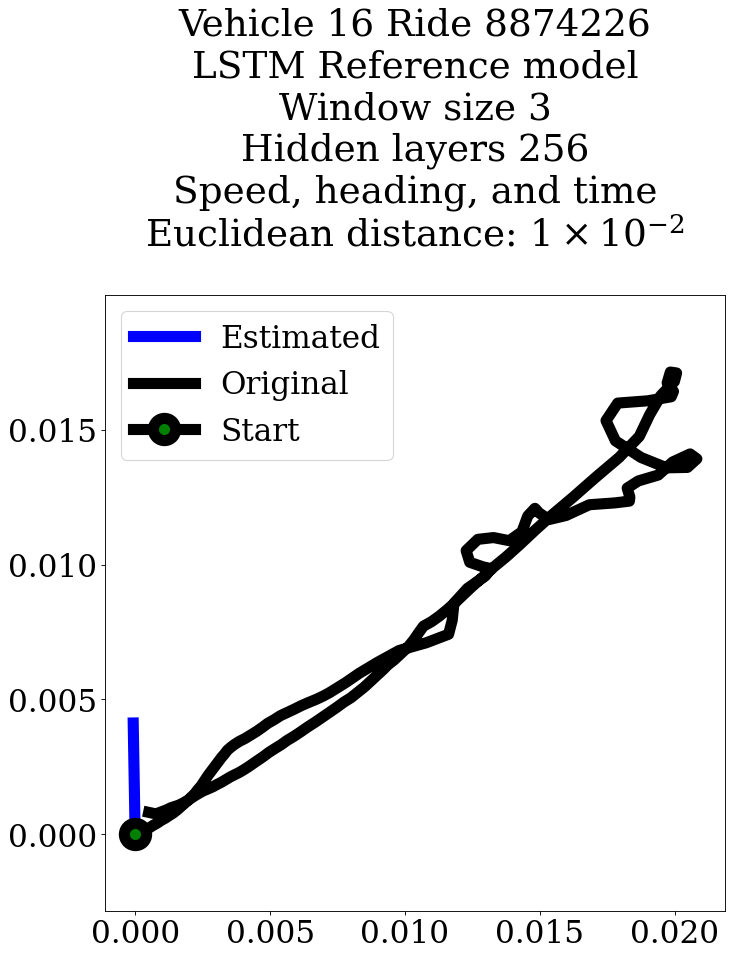 Vehicle 16 Ride 8874226
LSTM Reference model
Window size 3
Hidden layers 256
Speed, heading, and time
Euclidean distance: 1 × 10⁻²
Estimated
Original
Start
0.015
0.010
0.005
0.000
0.000 0.005 0.010 0.015 0.020